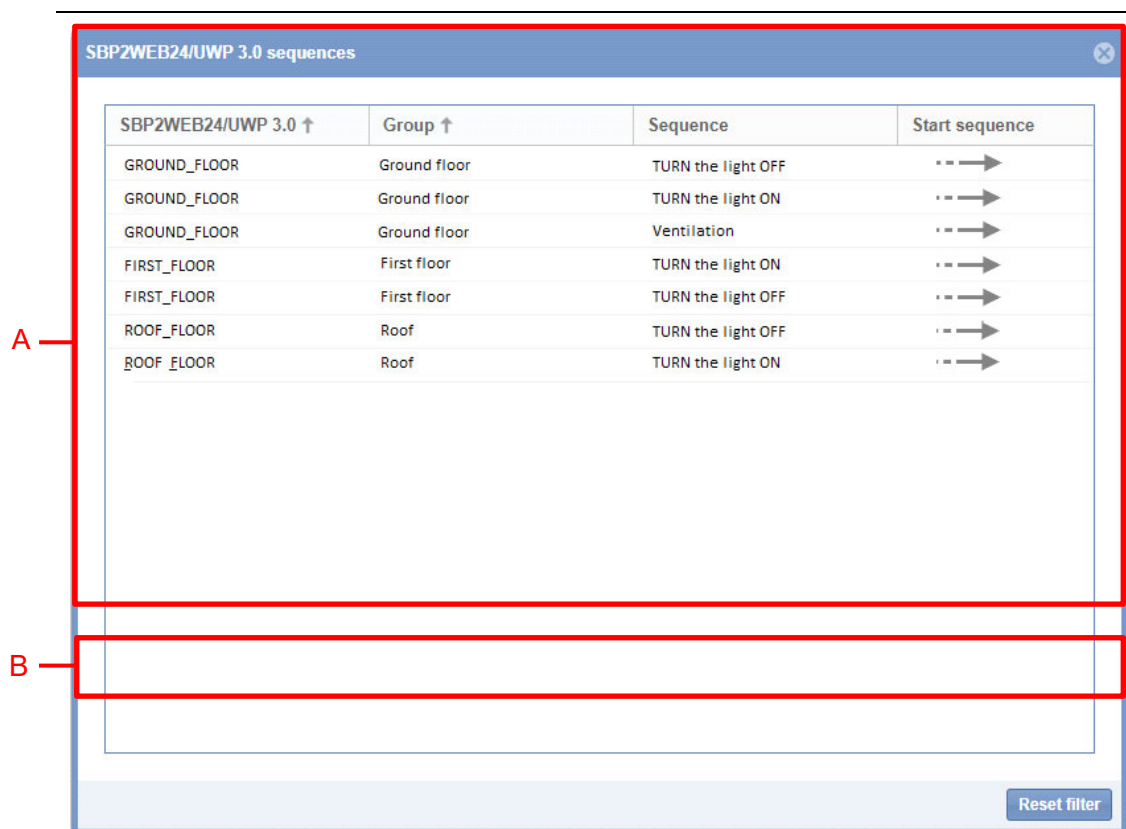 SBP2WEB24/UWP 3.0 sequences
SBP2WEB24/UWP 3.0 Group Sequence Start sequence
GROUND_FLOOR Ground floor TURN the light OFF
GROUND_FLOOR Ground floor TURN the light ON
GROUND_FLOOR Ground floor Ventilation
FIRST_FLOOR First floor TURN the light ON
FIRST_FLOOR First floor TURN the light OFF
ROOF_FLOOR Roof TURN the light OFF
ROOF_FLOOR Roof TURN the light ON
A
B
Reset filter